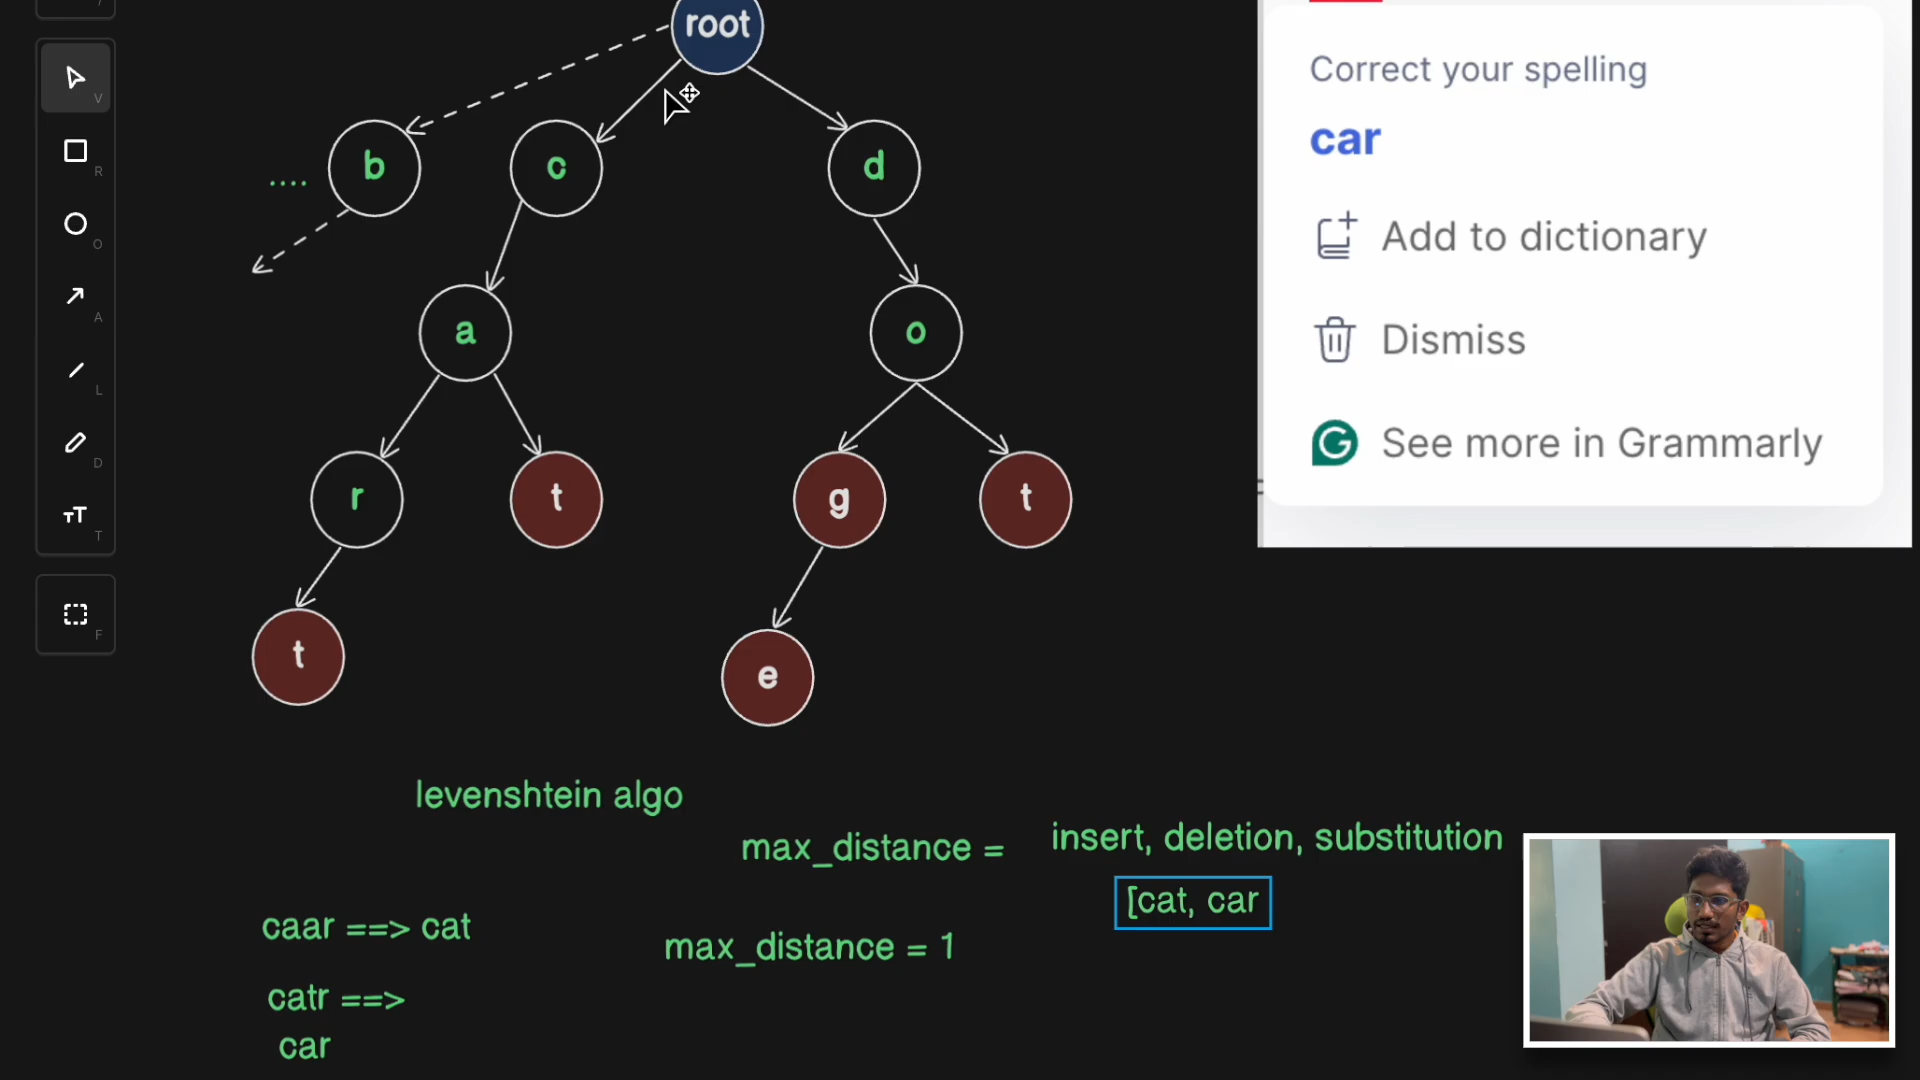 root
Correct your spelling
car
V
b
c
d
....
R
Add to dictionary
O
a
o
Dismiss
A
L
See more in Grammarly
r
t
g
t
D
T
F
t
e
levenshtein algo
max_distance =
insert, deletion, substitution
[cat, car
caar ==> cat
max_distance = 1
catr ==>
car